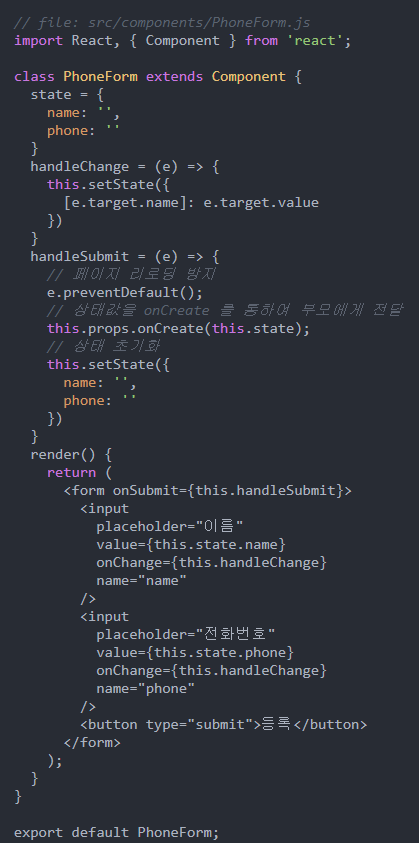 // file: src/components/PhoneForm.js
import React, { Component } from 'react';
class PhoneForm extends Component {
state = {
name: '',
phone: ''
}
handleChange = (e) => {
this.setState({
[e.target.name]: e.target.value
})
}
handleSubmit = (e) => {
// 페이지 리로딩 방지
e.preventDefault();
// 상태값을 onCreate 를 통하여 부모에게 전달
this.props.onCreate(this.state);
// 상태 초기화
this.setState({
name: '',
phone: ''
})
}
render() {
return (
<form onSubmit={this.handleSubmit}>
<input
placeholder="이름"
value={this.state.name}
onChange={this.handleChange}
name="name"
/>
<input
placeholder="전화번호"
value={this.state.phone}
onChange={this.handleChange}
name="phone"
/>
<button type="submit">등록</button>
</form>
);
}
}
export default PhoneForm;